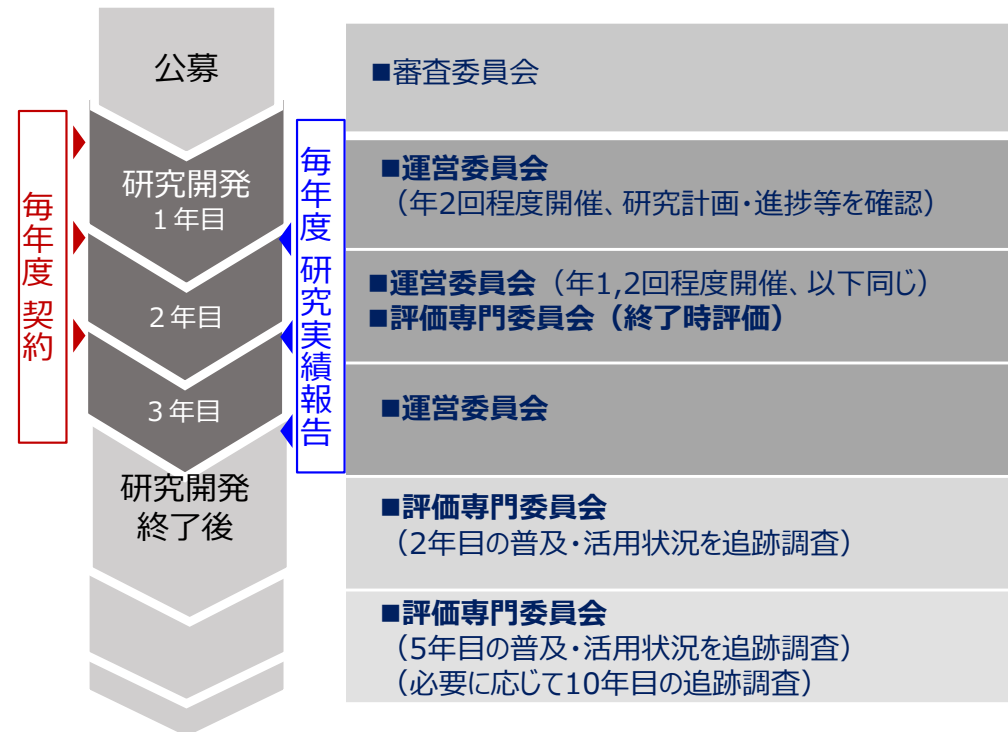 公募
■審査委員会
毎年度 契約
毎年度 研究実績報告
研究開発
1年目
■運営委員会
（年2回程度開催、研究計画・進捗等を確認）
2年目
■運営委員会（年1,2回程度開催、以下同じ）
■評価専門委員会（終了時評価）
3年目
■運営委員会
研究開発
終了後
■評価専門委員会
（2年目の普及・活用状況を追跡調査）
■評価専門委員会
（5年目の普及・活用状況を追跡調査）
（必要に応じて10年目の追跡調査）